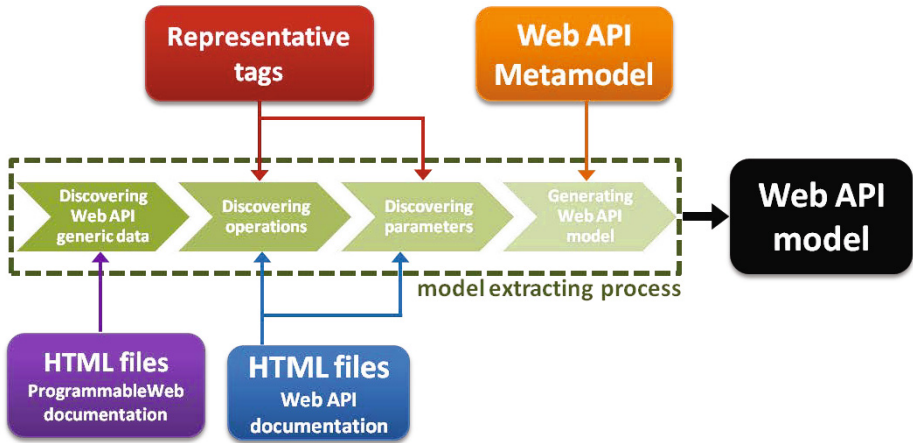 Representative
tags
Web API
Metamodel
Discovering
Web API
generic data
Discovering
operations
Discovering
parameters
Generating
Web API
model
Web API
model
model extracting process
HTML files
ProgrammableWeb
documentation
HTML files
Web API
documentation